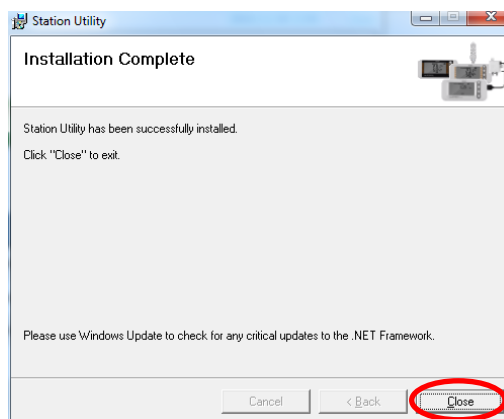 Station Utility
Installation Complete
Station Utility has been successfully installed.
Click "Close" to exit.
Please use Windows Update to check for any critical updates to the .NET Framework.
Cancel < Back Close